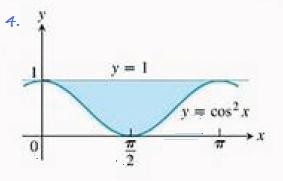 4.
y
1
y = 1
y = cos² x
0
π/2
π
x